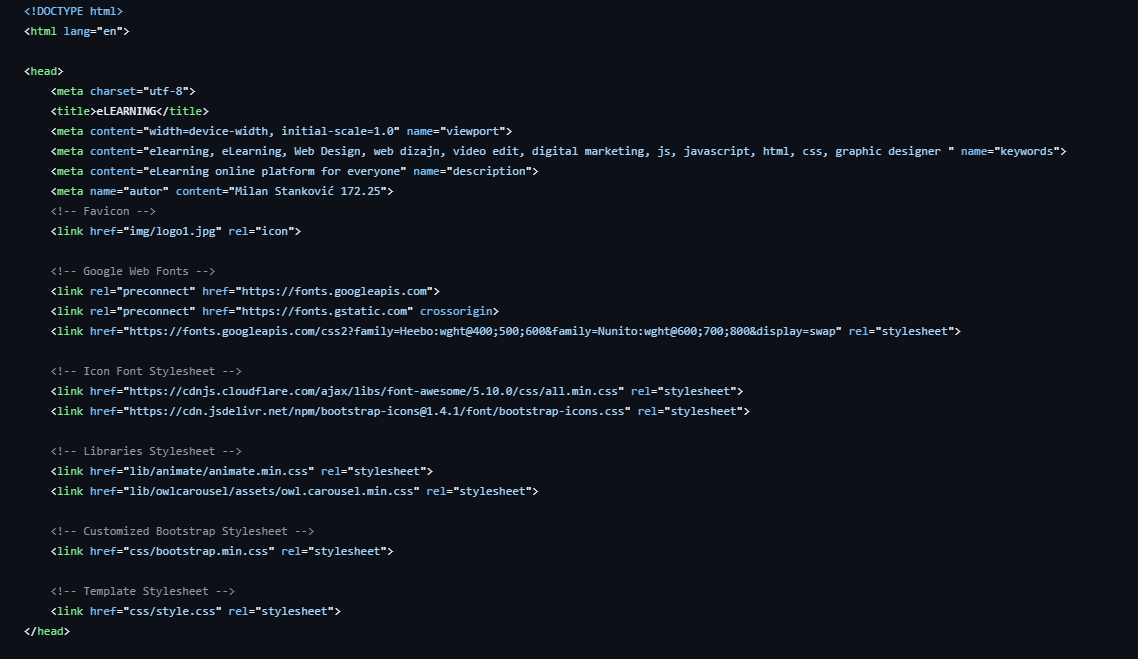 <!DOCTYPE html>
<html lang="en">
<head>
<meta charset="utf-8">
<title>eLEARNING</title>
<meta content="width=device-width, initial-scale=1.0" name="viewport">
<meta content="elearning, eLearning, Web Design, web dizajn, video edit, digital marketing, js, javascript, html, css, graphic designer " name="keywords">
<meta content="eLearning online platform for everyone" name="description">
<meta name="autor" content="Milan Stanković 172.25">
<!-- Favicon -->
<link href="img/logo1.jpg" rel="icon">
<!-- Google Web Fonts -->
<link rel="preconnect" href="https://fonts.googleapis.com">
<link rel="preconnect" href="https://fonts.gstatic.com" crossorigin>
<link href="https://fonts.googleapis.com/css2?family=Heebo:wght@400;500;600&family=Nunito:wght@600;700;800&display=swap" rel="stylesheet">
<!-- Icon Font Stylesheet -->
<link href="https://cdnjs.cloudflare.com/ajax/libs/font-awesome/5.10.0/css/all.min.css" rel="stylesheet">
<link href="https://cdn.jsdelivr.net/npm/bootstrap-icons@1.4.1/font/bootstrap-icons.css" rel="stylesheet">
<!-- Libraries Stylesheet -->
<link href="lib/animate/animate.min.css" rel="stylesheet">
<link href="lib/owlcarousel/assets/owl.carousel.min.css" rel="stylesheet">
<!-- Customized Bootstrap Stylesheet -->
<link href="css/bootstrap.min.css" rel="stylesheet">
<!-- Template Stylesheet -->
<link href="css/style.css" rel="stylesheet">
</head>